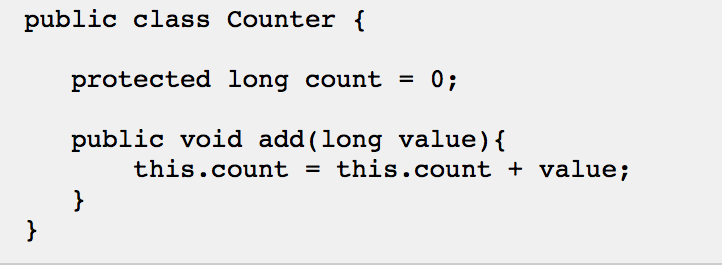 public class Counter {
protected long count = 0;
public void add(long value){
this.count = this.count + value;
}
}